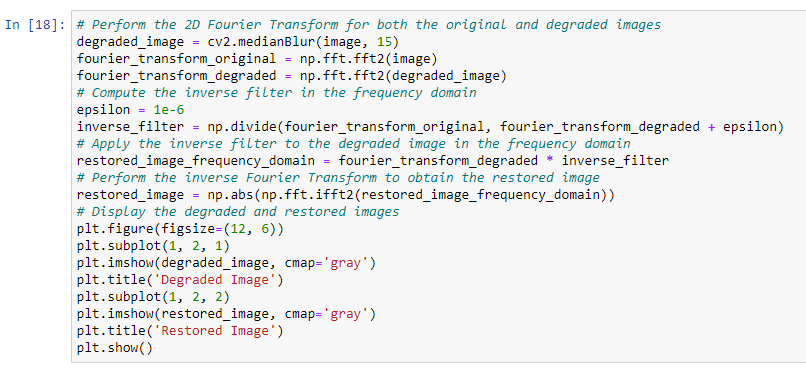 In [18]: # Perform the 2D Fourier Transform for both the original and degraded images
degraded_image = cv2.medianBlur(image, 15)
fourier_transform_original = np.fft.fft2(image)
fourier_transform_degraded = np.fft.fft2(degraded_image)
# Compute the inverse filter in the frequency domain
epsilon = 1e-6
inverse_filter = np.divide(fourier_transform_original, fourier_transform_degraded + epsilon)
# Apply the inverse filter to the degraded image in the frequency domain
restored_image_frequency_domain = fourier_transform_degraded * inverse_filter
# Perform the inverse Fourier Transform to obtain the restored image
restored_image = np.abs(np.fft.ifft2(restored_image_frequency_domain))
# Display the degraded and restored images
plt.figure(figsize=(12, 6))
plt.subplot(1, 2, 1)
plt.imshow(degraded_image, cmap='gray')
plt.title('Degraded Image')
plt.subplot(1, 2, 2)
plt.imshow(restored_image, cmap='gray')
plt.title('Restored Image')
plt.show()